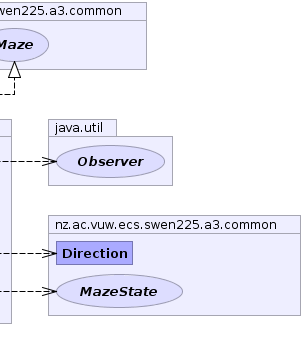 swen225.a3.common
Maze
java.util
Observer
nz.ac.vuw.ecs.swen225.a3.common
Direction
MazeState